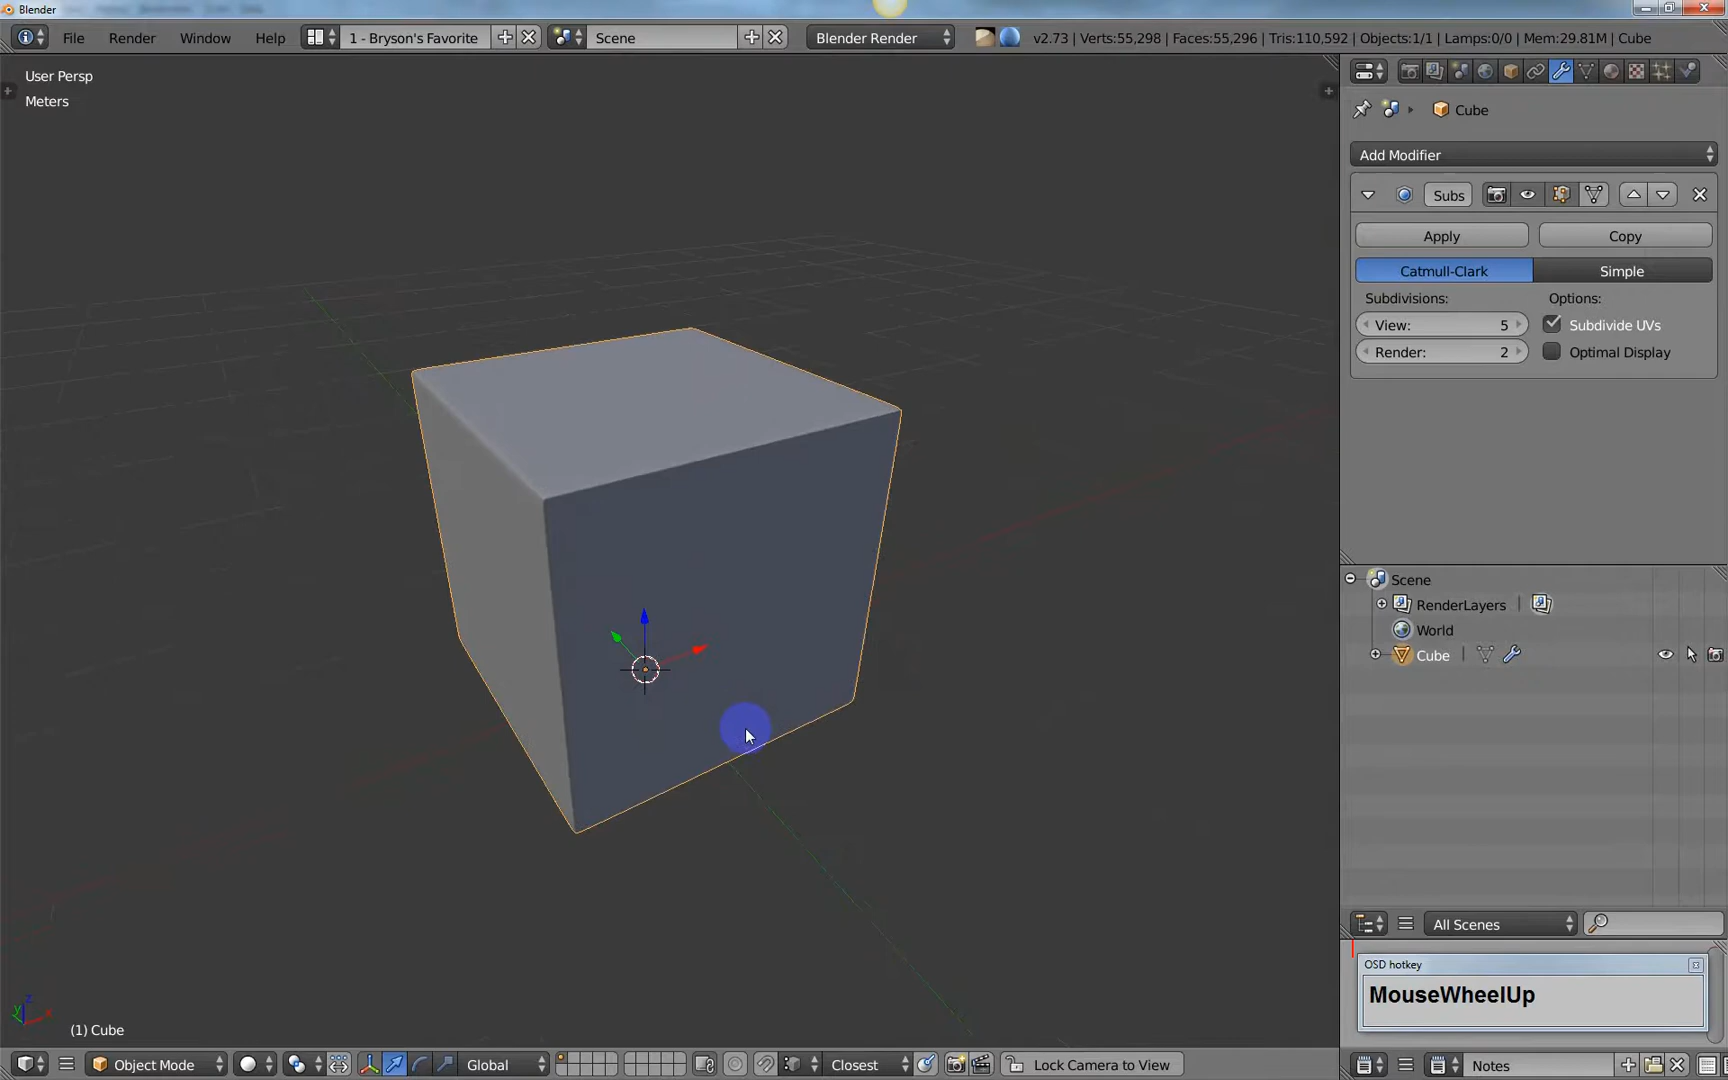 Blender
File Render Window Help 1 - Bryson's Favorite Scene Blender Render v2.73 | Verts:55,298 | Faces:55,296 | Tris:110,592 | Objects:1/1 | Lamps:0/0 | Mem:29.81M | Cube
User Persp
Meters
Cube
Add Modifier
Subs
Apply Copy
Catmull-Clark Simple
Subdivisions: Options:
View: 5 Subdivide UVs
Render: 2 Optimal Display
Scene
RenderLayers
World
Cube
All Scenes
OSD hotkey
MouseWheelUp
z
y x
(1) Cube
Object Mode Global Closest Lock Camera to View Notes